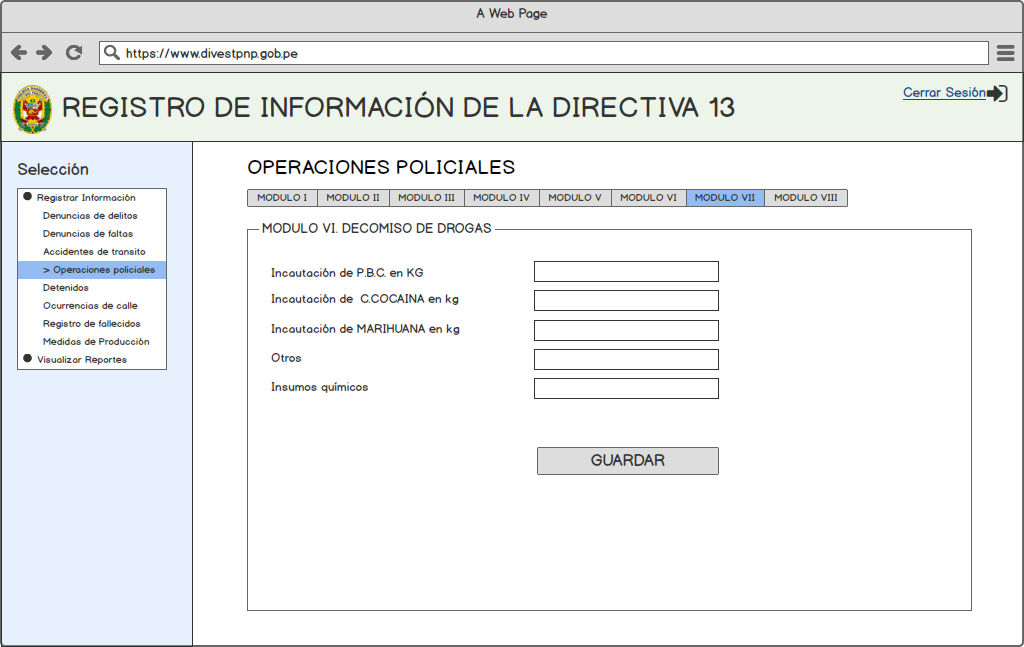 A Web Page
https://www.divestpnp.gob.pe
REGISTRO DE INFORMACIÓN DE LA DIRECTIVA 13
Cerrar Sesión
Selección
Registrar Información
Denuncias de delitos
Denuncias de faltas
Accidentes de transito
> Operaciones policiales
Detenidos
Ocurrencias de calle
Registro de fallecidos
Medidas de Producción
Visualizar Reportes
OPERACIONES POLICIALES
MODULO I MODULO II MODULO III MODULO IV MODULO V MODULO VI MODULO VII MODULO VIII
MODULO VI. DECOMISO DE DROGAS
Incautación de P.B.C. en KG
Incautación de C.COCAINA en kg
Incautación de MARIHUANA en kg
Otros
Insumos químicos
GUARDAR